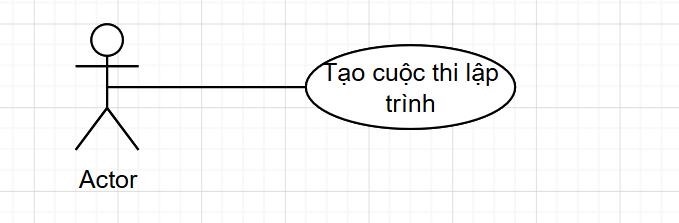 Tạo cuộc thi lập
trình
Actor